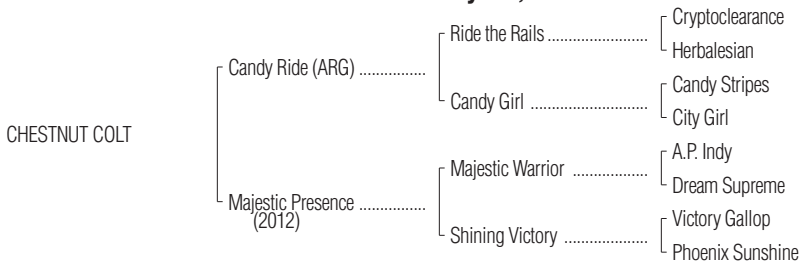 Cryptoclearance
Ride the Rails ....................
Herbalesian
Candy Ride (ARG) ................
Candy Stripes
Candy Girl .......................
City Girl
CHESTNUT COLT
A.P. Indy
Majestic Warrior ..................
Dream Supreme
Majestic Presence ................
(2012)
Victory Gallop
Shining Victory ....................
Phoenix Sunshine